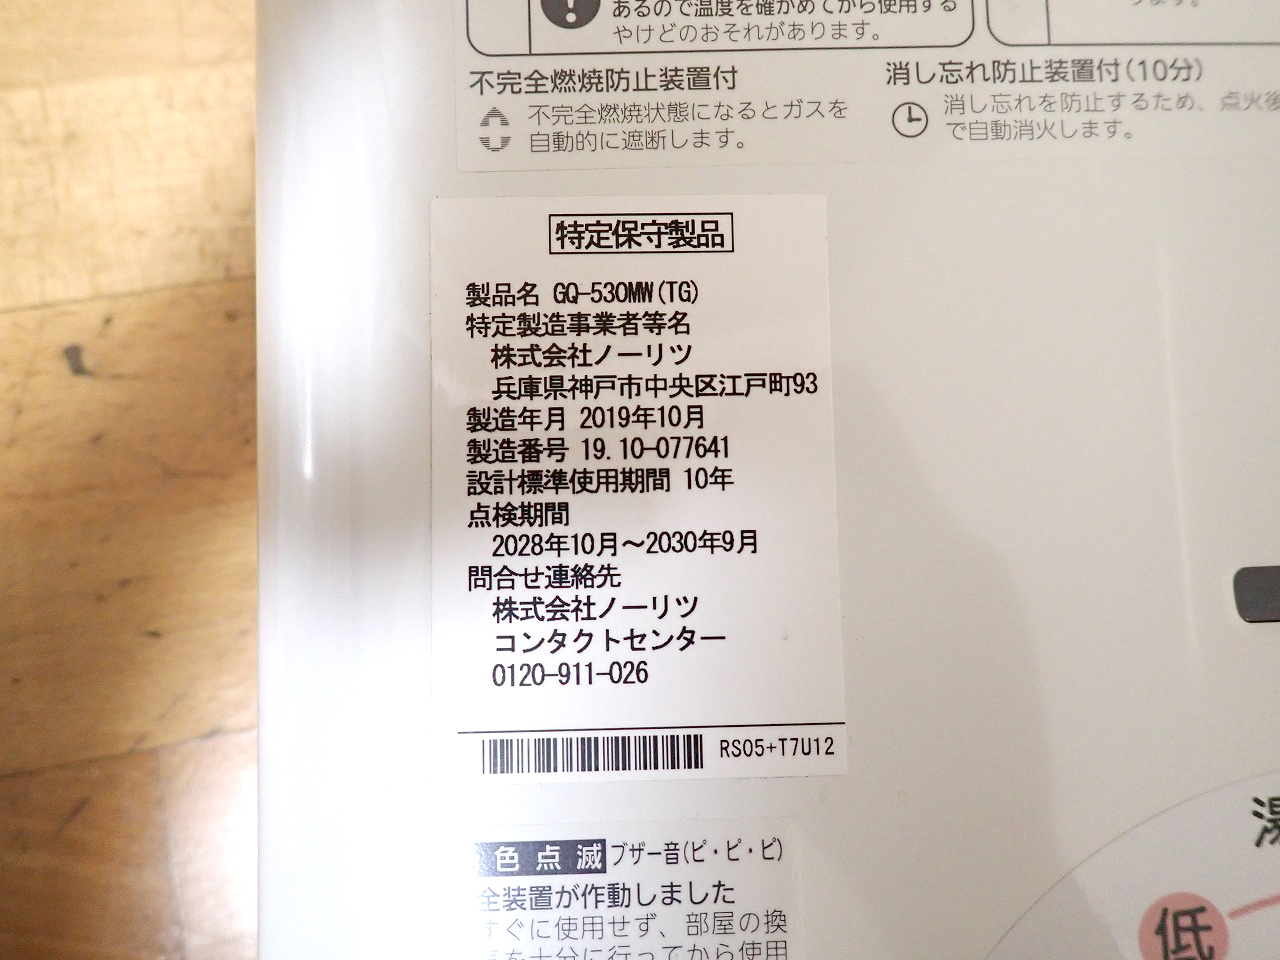 あるので温度を確かめてから使用する
やけどのおそれがあります。
不完全燃焼防止装置付
不完全燃焼状態になるとガスを
自動的に遮断します。
消し忘れ防止装置付(10分)
消し忘れを防止するため、点火後
で自動消火します。
特定保守製品
製品名 GQ-530MW(TG)
特定製造事業者等名
株式会社ノーリツ
兵庫県神戸市中央区江戸町93
製造年月 2019年10月
製造番号 19.10-077641
設計標準使用期間 10年
点検期間
2028年10月〜2030年9月
問合せ連絡先
株式会社ノーリツ
コンタクトセンター
0120-911-026
RS05+T7U12
色点滅 ブザー音(ピ・ピ・ピ)
全装置が作動しました
すぐに使用せず、部屋の換
気を十分に行ってから使用
湯
低